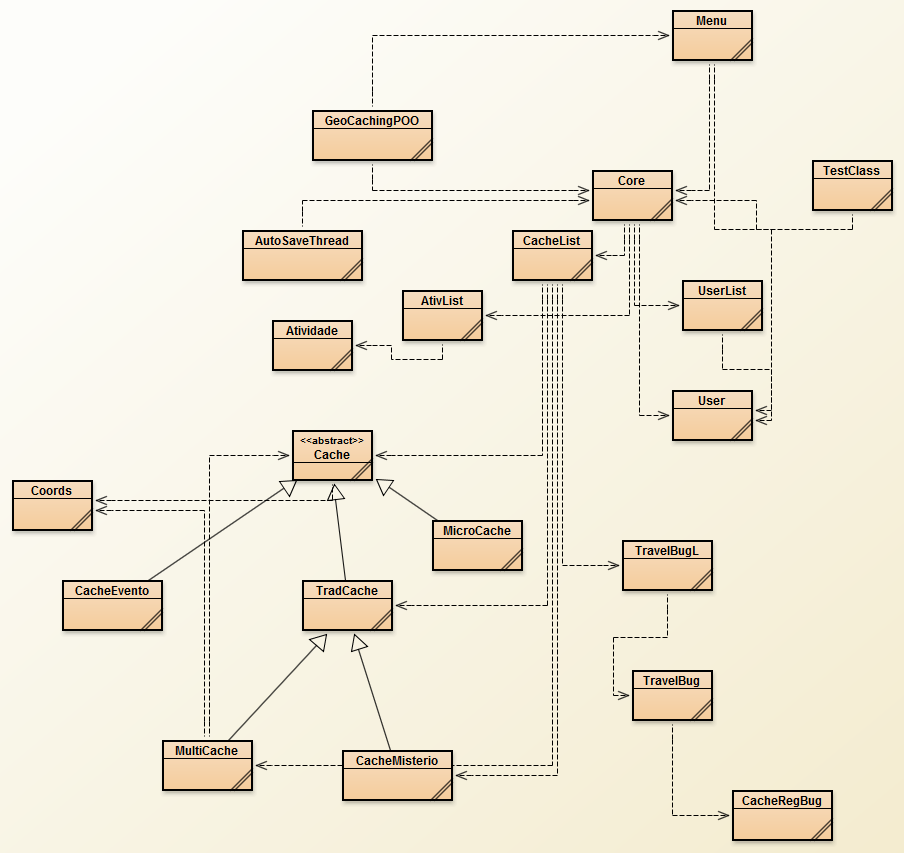 Menu
GeoCachingPOO
TestClass
Core
AutoSaveThread
CacheList
UserList
AtivList
Atividade
User
<<abstract>>
Cache
Coords
MicroCache
TravelBugL
CacheEvento
TradCache
TravelBug
MultiCache
CacheMisterio
CacheRegBug